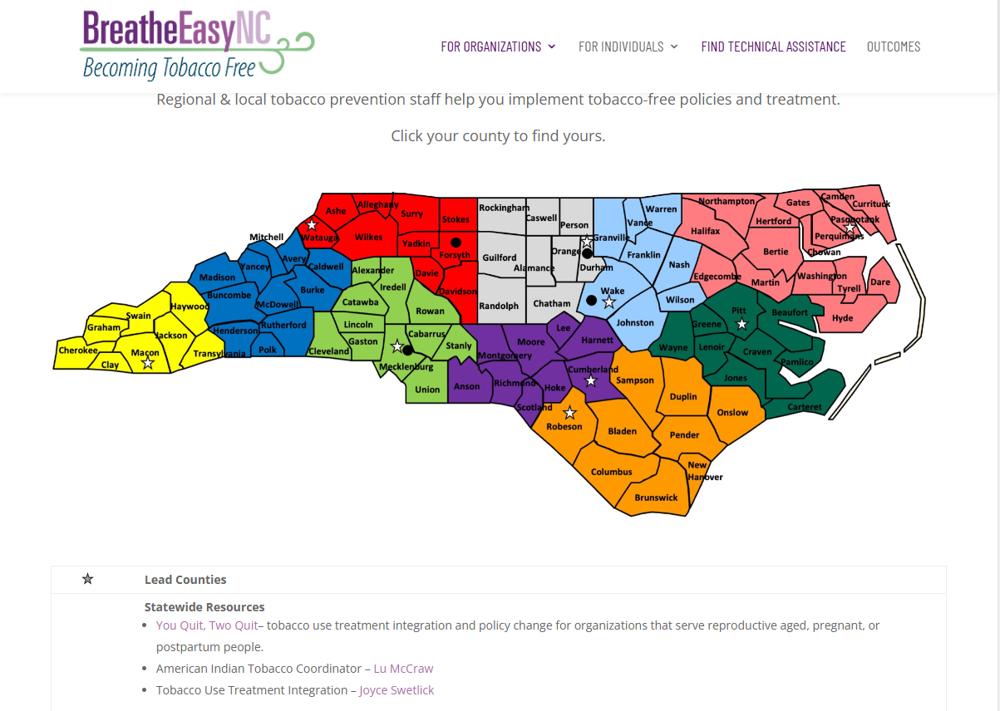 BreatheEasyNC
Becoming Tobacco Free
FOR ORGANIZATIONS
FOR INDIVIDUALS
FIND TECHNICAL ASSISTANCE
OUTCOMES
Regional & local tobacco prevention staff help you implement tobacco-free policies and treatment.
Click your county to find yours.
Ashe
Alleghany
Surry
Stokes
Rockingham
Caswell
Person
Granville
Vance
Warren
Northampton
Gates
Camden
Currituck
Pasquotank
Perquimans
Chowan
Hertford
Halifax
Bertie
Mitchell
Watauga
Wilkes
Yadkin
Forsyth
Guilford
Alamance
Orange
Durham
Franklin
Nash
Edgecombe
Martin
Washington
Tyrell
Dare
Madison
Yancey
Avery
Caldwell
Alexander
Iredell
Davie
Davidson
Randolph
Chatham
Wake
Wilson
Johnston
Pitt
Beaufort
Hyde
Haywood
Buncombe
McDowell
Burke
Catawba
Rowan
Swain
Graham
Jackson
Henderson
Rutherford
Lincoln
Gaston
Cabarrus
Stanly
Moore
Lee
Harnett
Wayne
Greene
Lenoir
Craven
Pamlico
Cherokee
Clay
Macon
Transylvania
Polk
Cleveland
Mecklenburg
Union
Montgomery
Anson
Richmond
Scotland
Hoke
Cumberland
Sampson
Duplin
Jones
Carteret
Onslow
Robeson
Bladen
Pender
Columbus
New
Hanover
Brunswick
Lead Counties
Statewide Resources
• You Quit, Two Quit– tobacco use treatment integration and policy change for organizations that serve reproductive aged, pregnant, or
postpartum people.
• American Indian Tobacco Coordinator – Lu McCraw
• Tobacco Use Treatment Integration – Joyce Swetlick